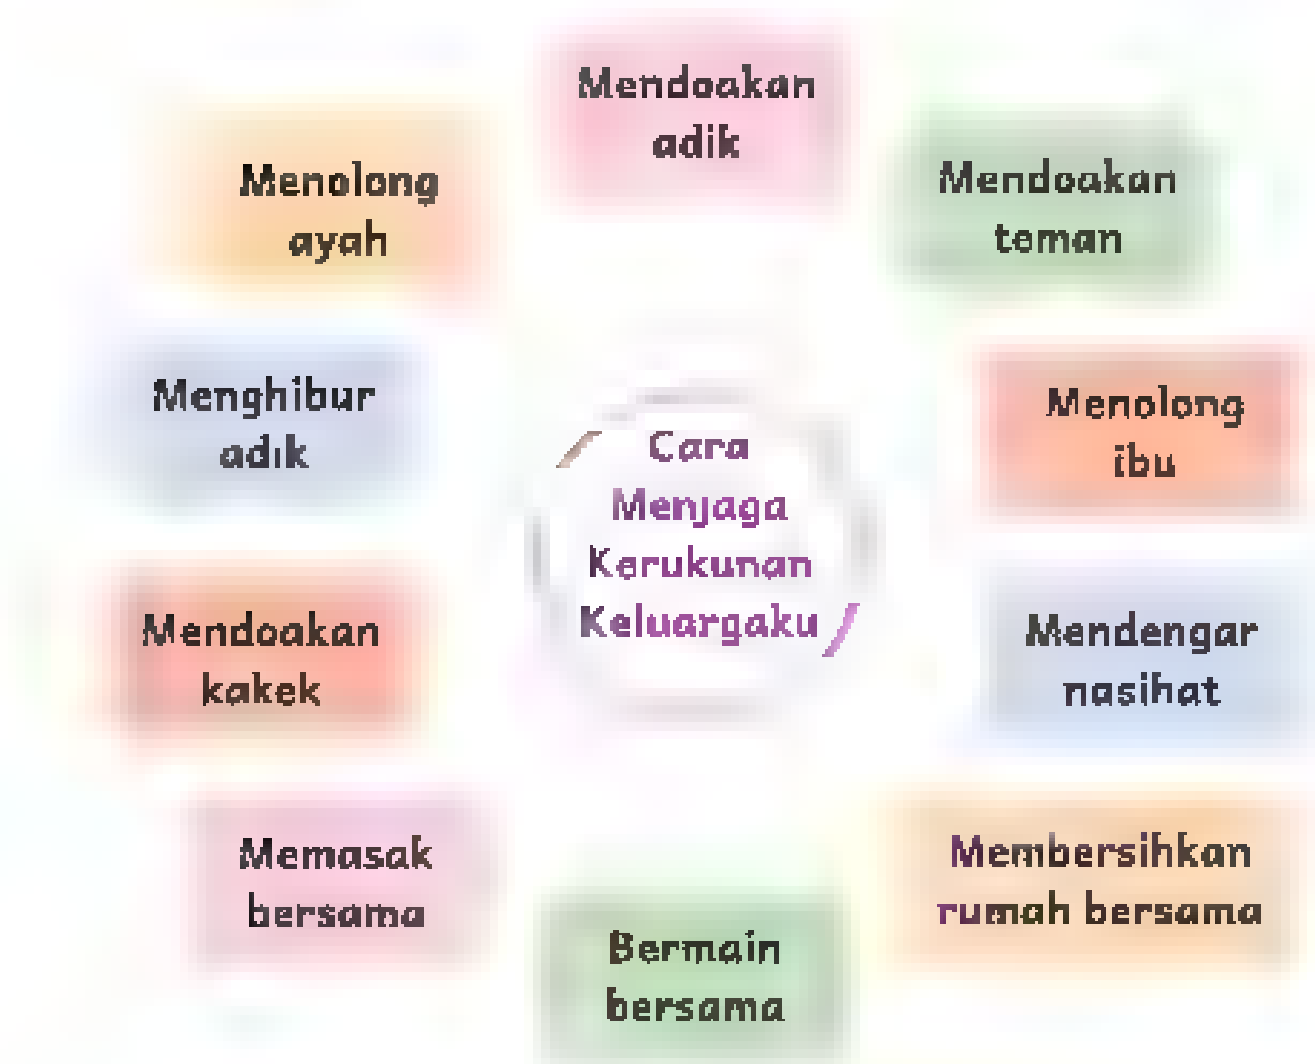 Mendoakan
adik
Menolong
ayah
Mendoakan
teman
Menghibur
adik
Menolong
ibu
Cara
Menjaga
Kerukunan
Keluargaku
Mendoakan
kakek
Mendengar
nasihat
Memasak
bersama
Membersihkan
rumah bersama
Bermain
bersama